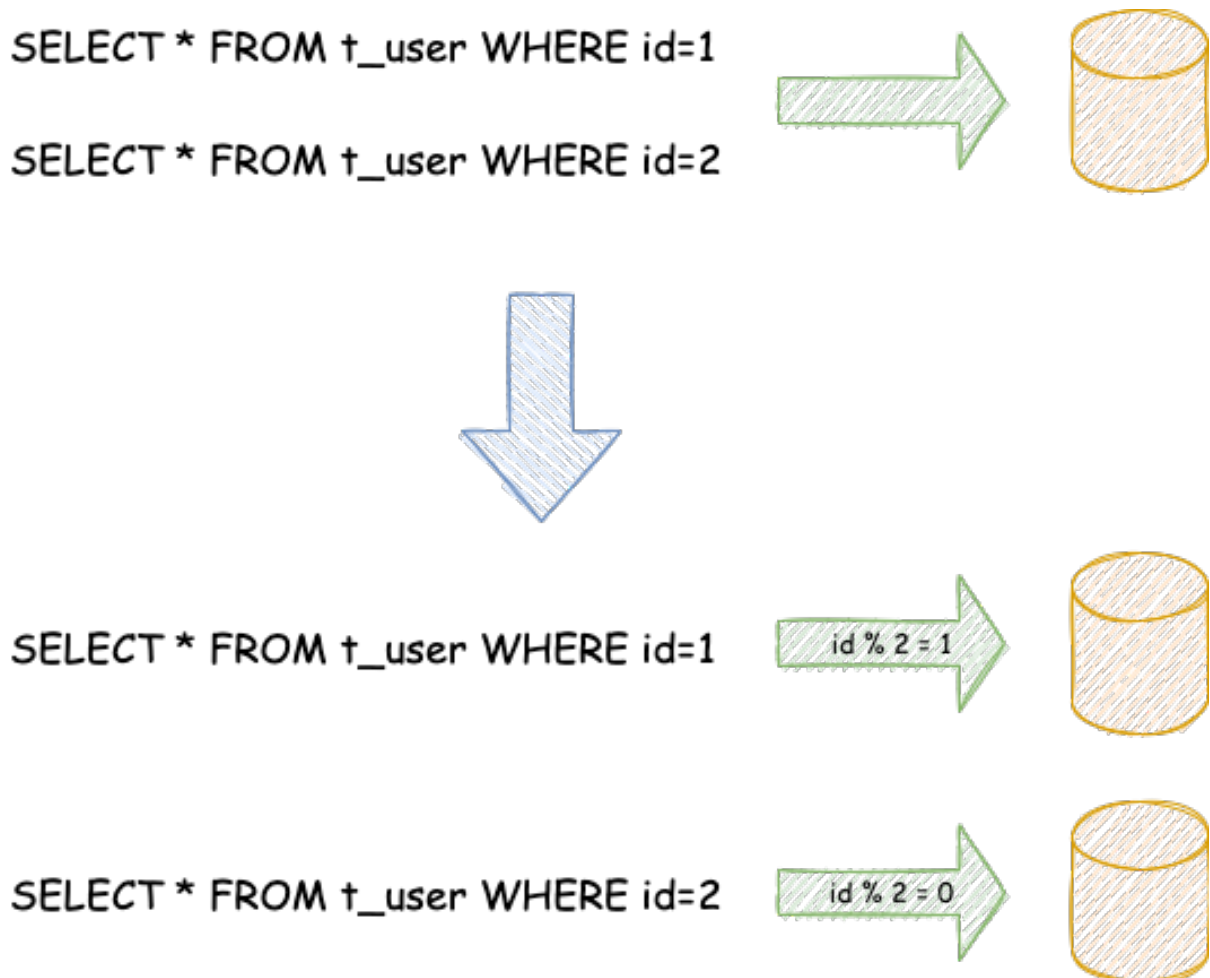 SELECT * FROM t_user WHERE id=1
SELECT * FROM t_user WHERE id=2
SELECT * FROM t_user WHERE id=1
id % 2 = 1
SELECT * FROM t_user WHERE id=2
id % 2 = 0